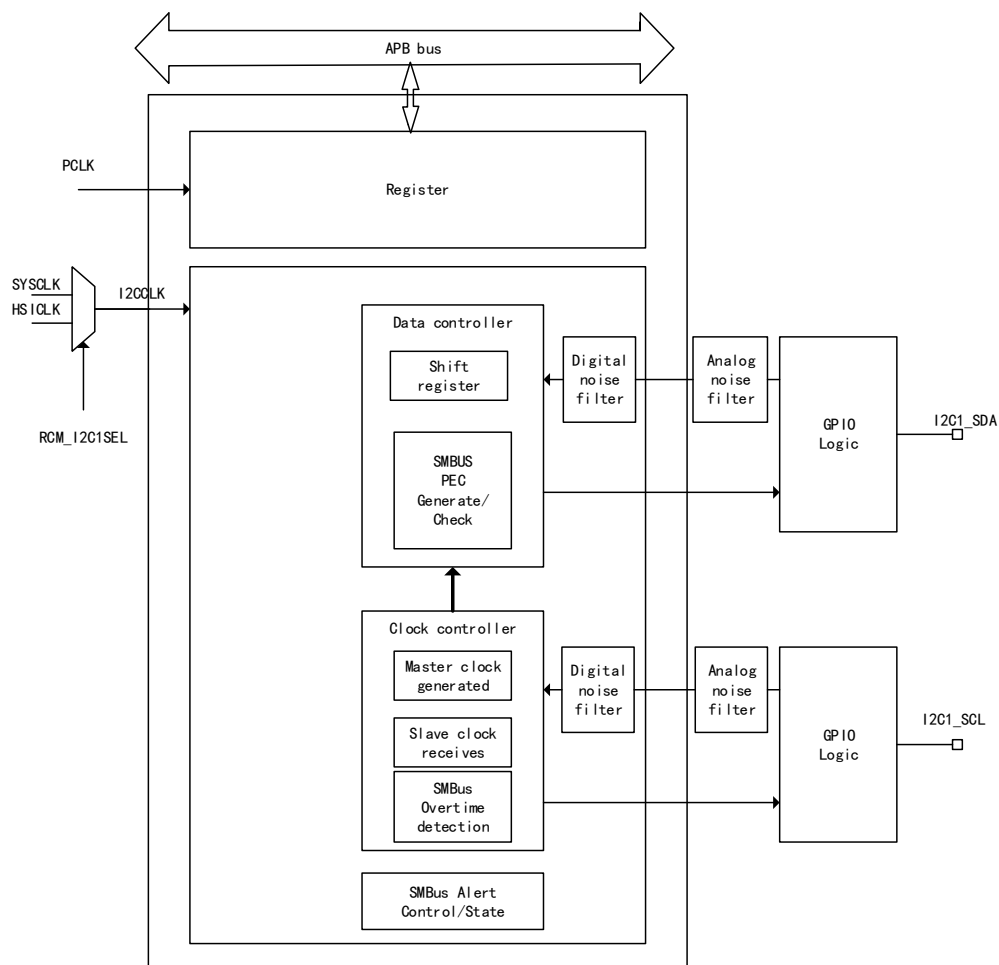 APB bus
PCLK
Register
SYSCLK
HSICLK
I2CCLK
RCM_I2C1SEL
Data controller
Shift
register
SMBUS
PEC
Generate/
Check
Digital
noise
filter
Analog
noise
filter
GPIO
Logic
I2C1_SDA
Clock controller
Master clock
generated
Slave clock
receives
SMBus
Overtime
detection
Digital
noise
filter
Analog
noise
filter
GPIO
Logic
I2C1_SCL
SMBus Alert
Control/State